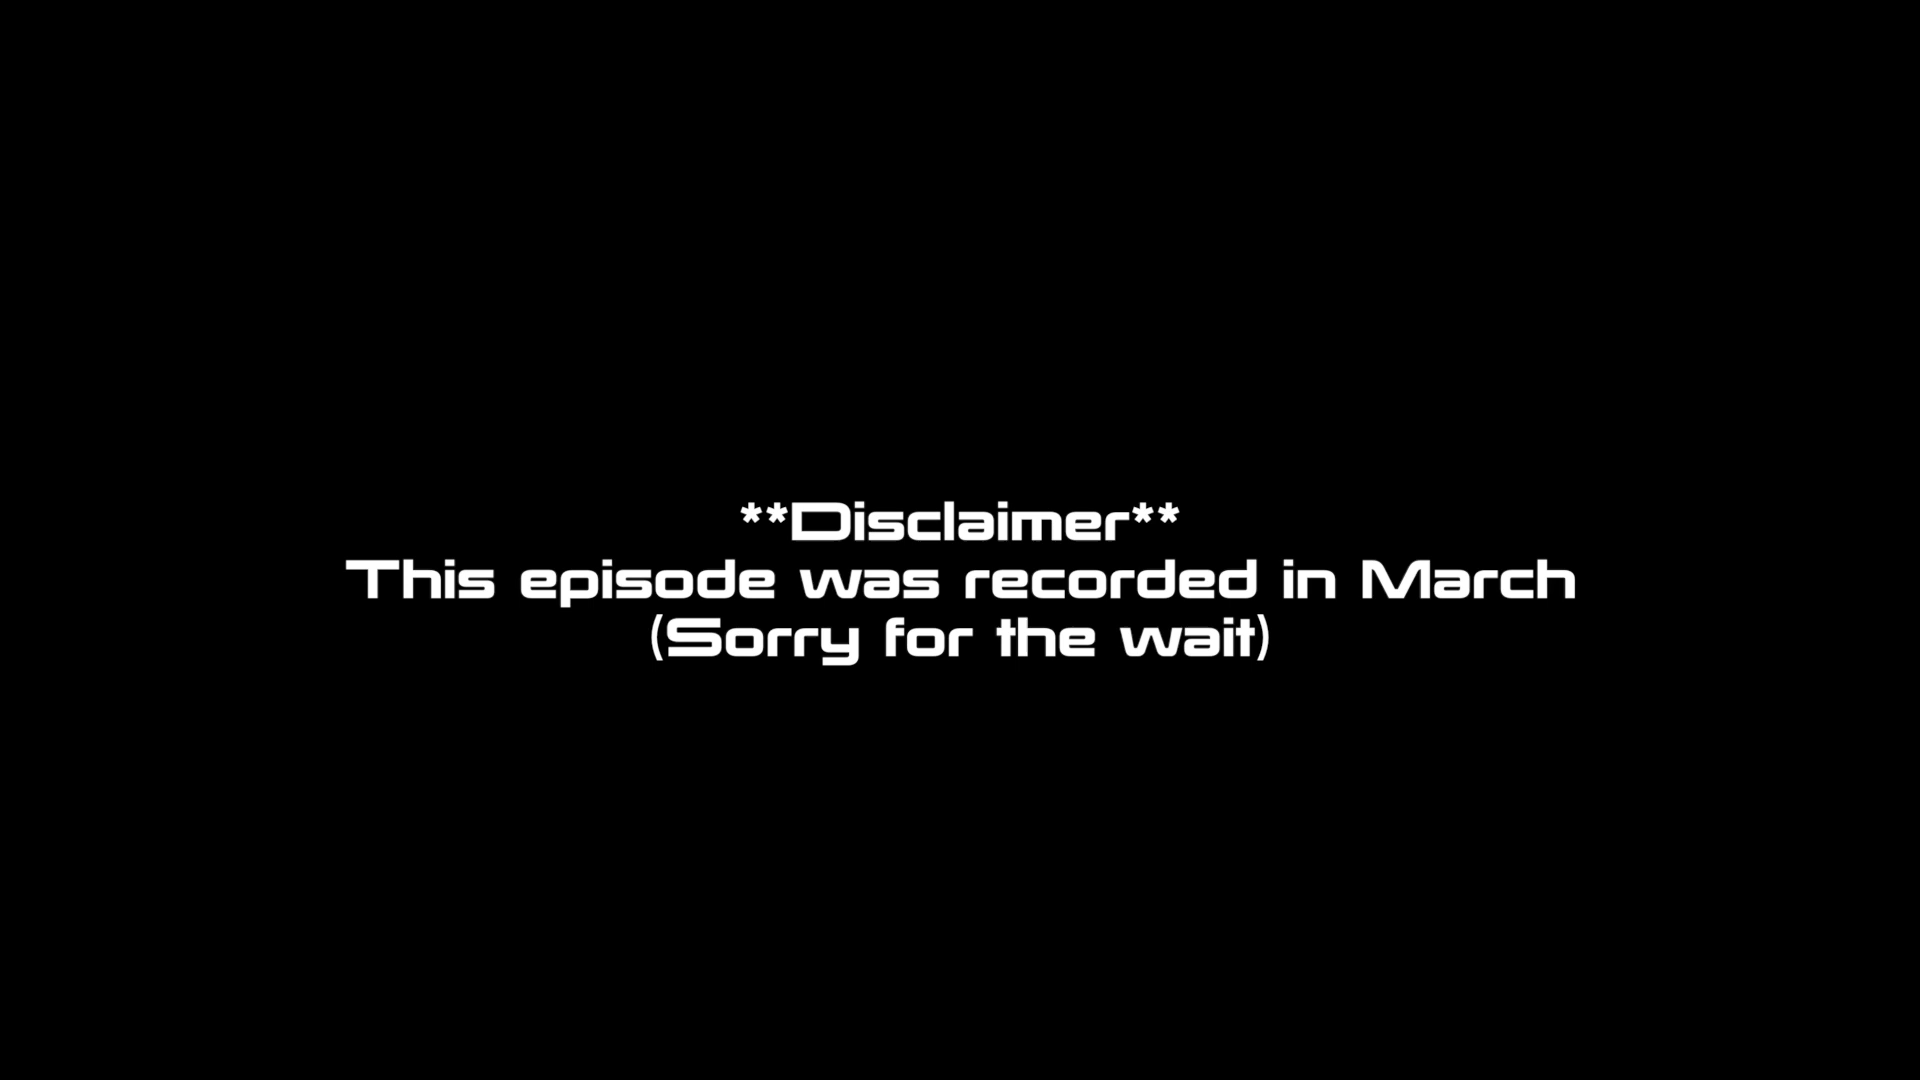 **Disclaimer**
This episode was recorded in March
(Sorry for the wait)